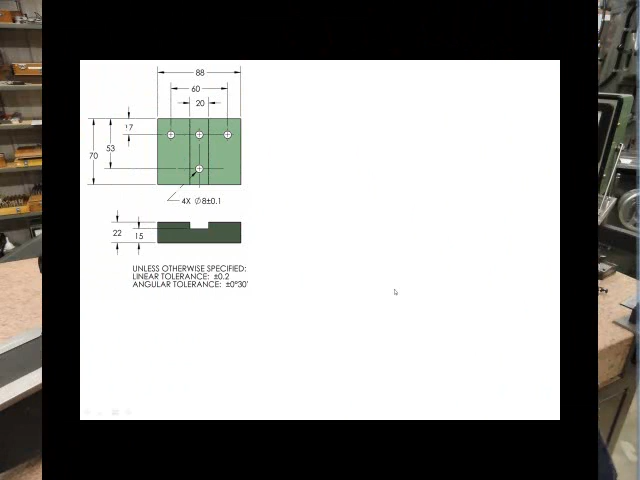 88
60
20
17
53
70
4X Ø8±0.1
22
15
UNLESS OTHERWISE SPECIFIED:
LINEAR TOLERANCE: ±0.2
ANGULAR TOLERANCE: ±0°30'